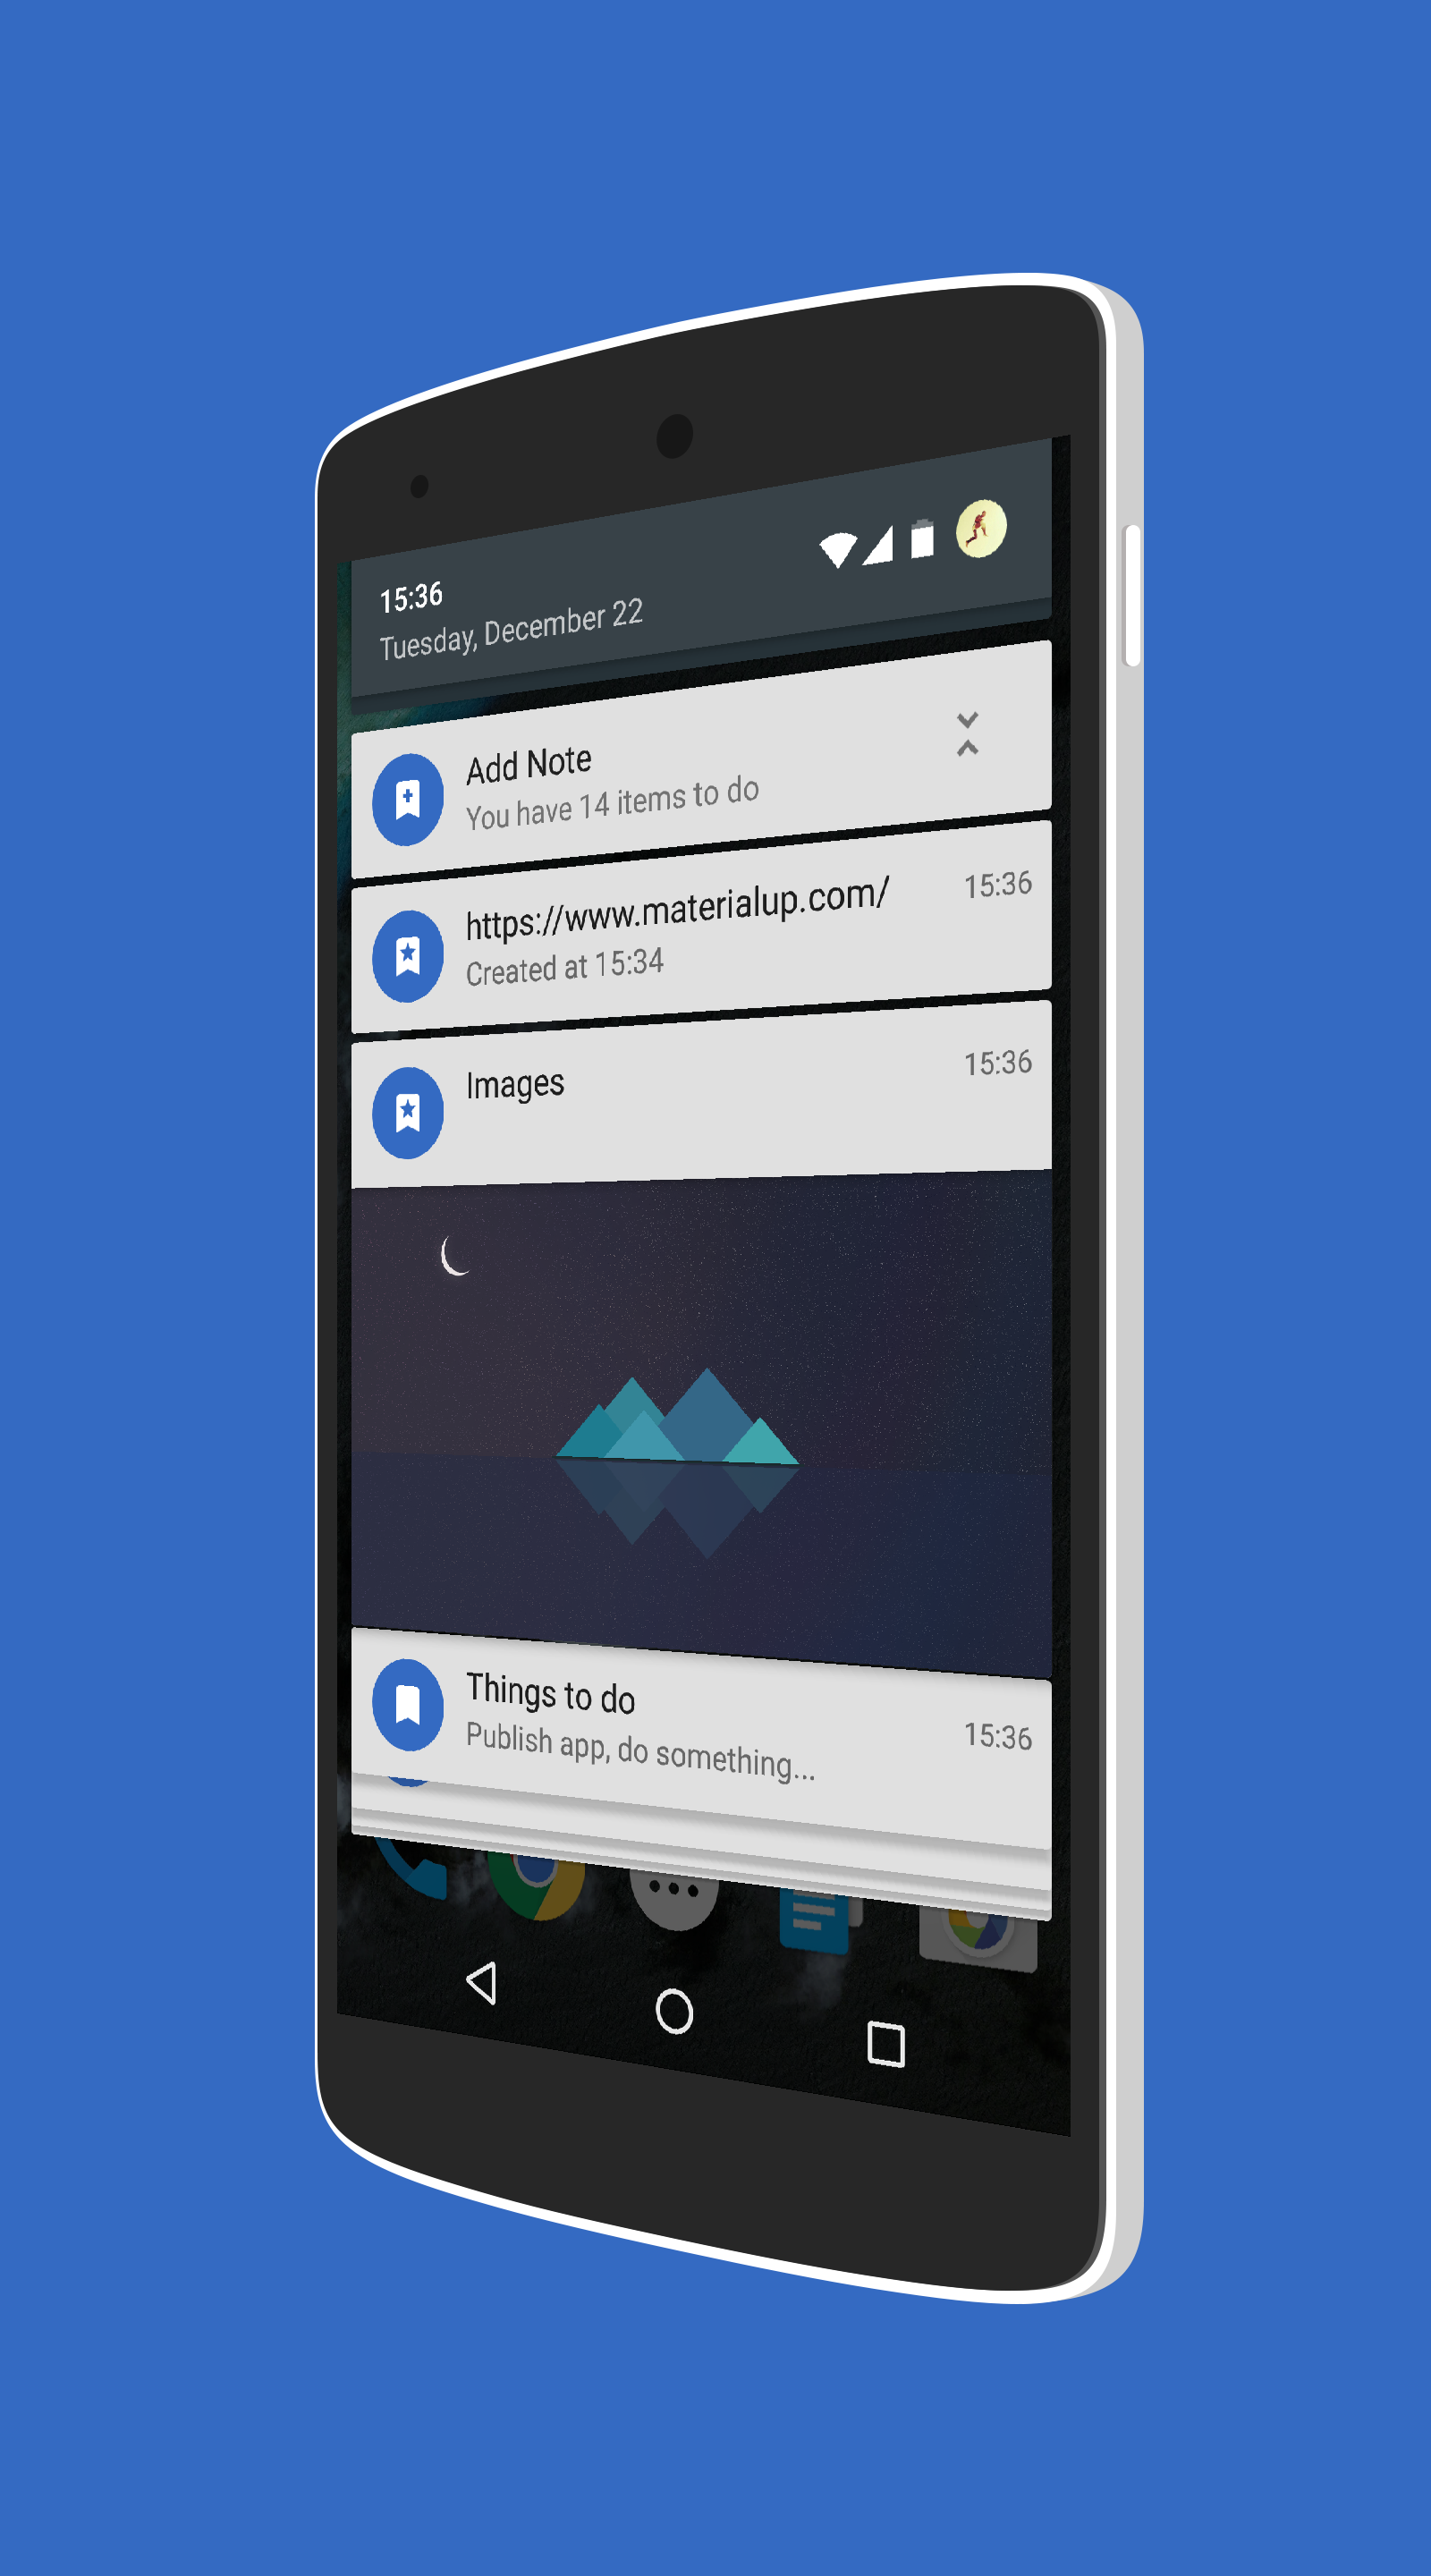 15:36
Tuesday, December 22
Add Note
You have 14 items to do
https://www.materialup.com/
15:36
Created at 15:34
Images
15:36
Things to do
15:36
Publish app, do something...